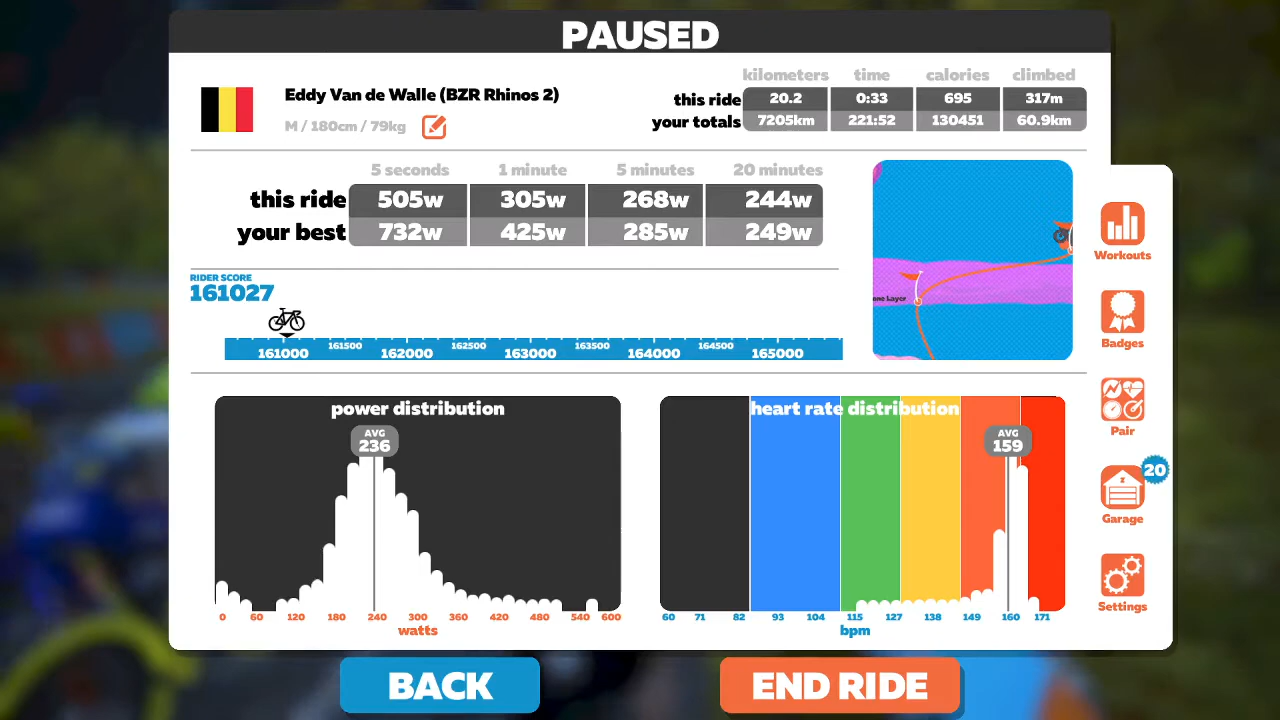 PAUSED
kilometers time calories climbed
Eddy Van de Walle (BZR Rhinos 2)
this ride 20.2 0:33 695 317m
M / 180cm / 79kg
your totals 7205km 221:52 130451 60.9km
5 seconds 1 minute 5 minutes 20 minutes
this ride 505w 305w 268w 244w
your best 732w 425w 285w 249w
Workouts
RIDER SCORE
161027
one Layer
161000 161500 162000 162500 163000 163500 164000 164500 165000
Badges
power distribution
AVG
236
0 60 120 180 240 300 360 420 480 540 600
watts
heart rate distribution
AVG
159
60 71 82 93 104 115 127 138 149 160 171
bpm
Pair
20
Garage
Settings
BACK
END RIDE